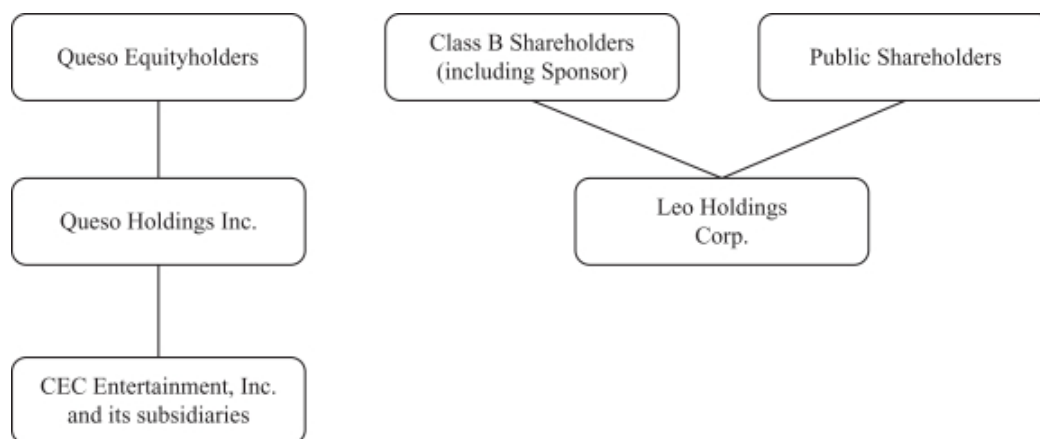 Queso Equityholders
Class B Shareholders
(including Sponsor)
Public Shareholders
Queso Holdings Inc.
Leo Holdings
Corp.
CEC Entertainment, Inc.
and its subsidiaries